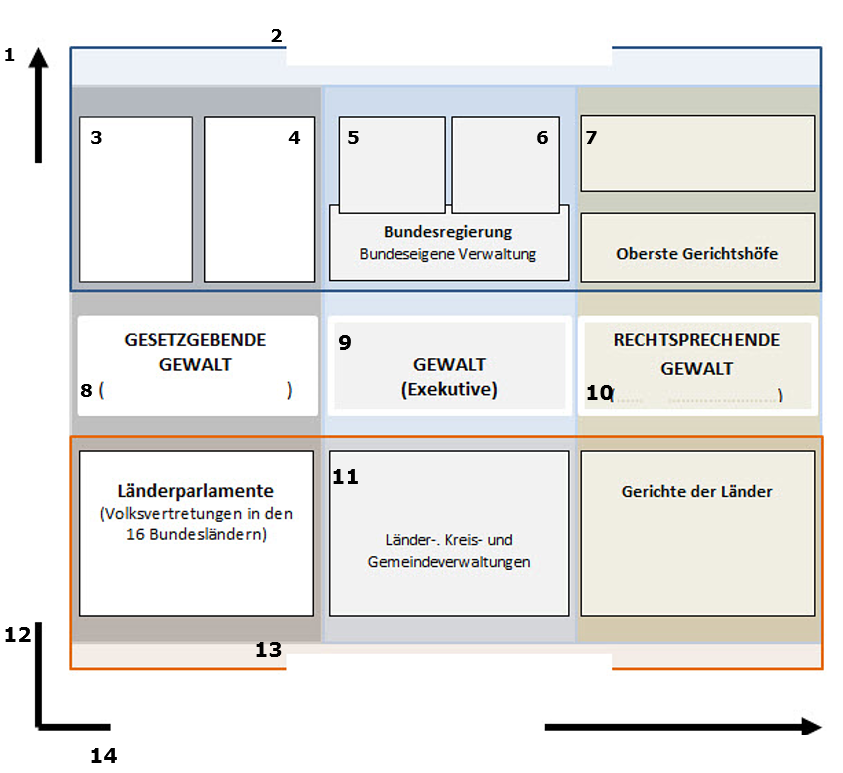 2
1
3
4
5
6
7
Bundesregierung
Bundeseigene Verwaltung
Oberste Gerichtshöfe
GESETZGEBENDE
GEWALT
8 ( )
9
GEWALT
(Exekutive)
RECHTSPRECHENDE
GEWALT
10(..... ........................)
Länderparlamente
(Volksvertretungen in den
16 Bundesländern)
11
Länder-. Kreis- und
Gemeindeverwaltungen
Gerichte der Länder
12
13
14